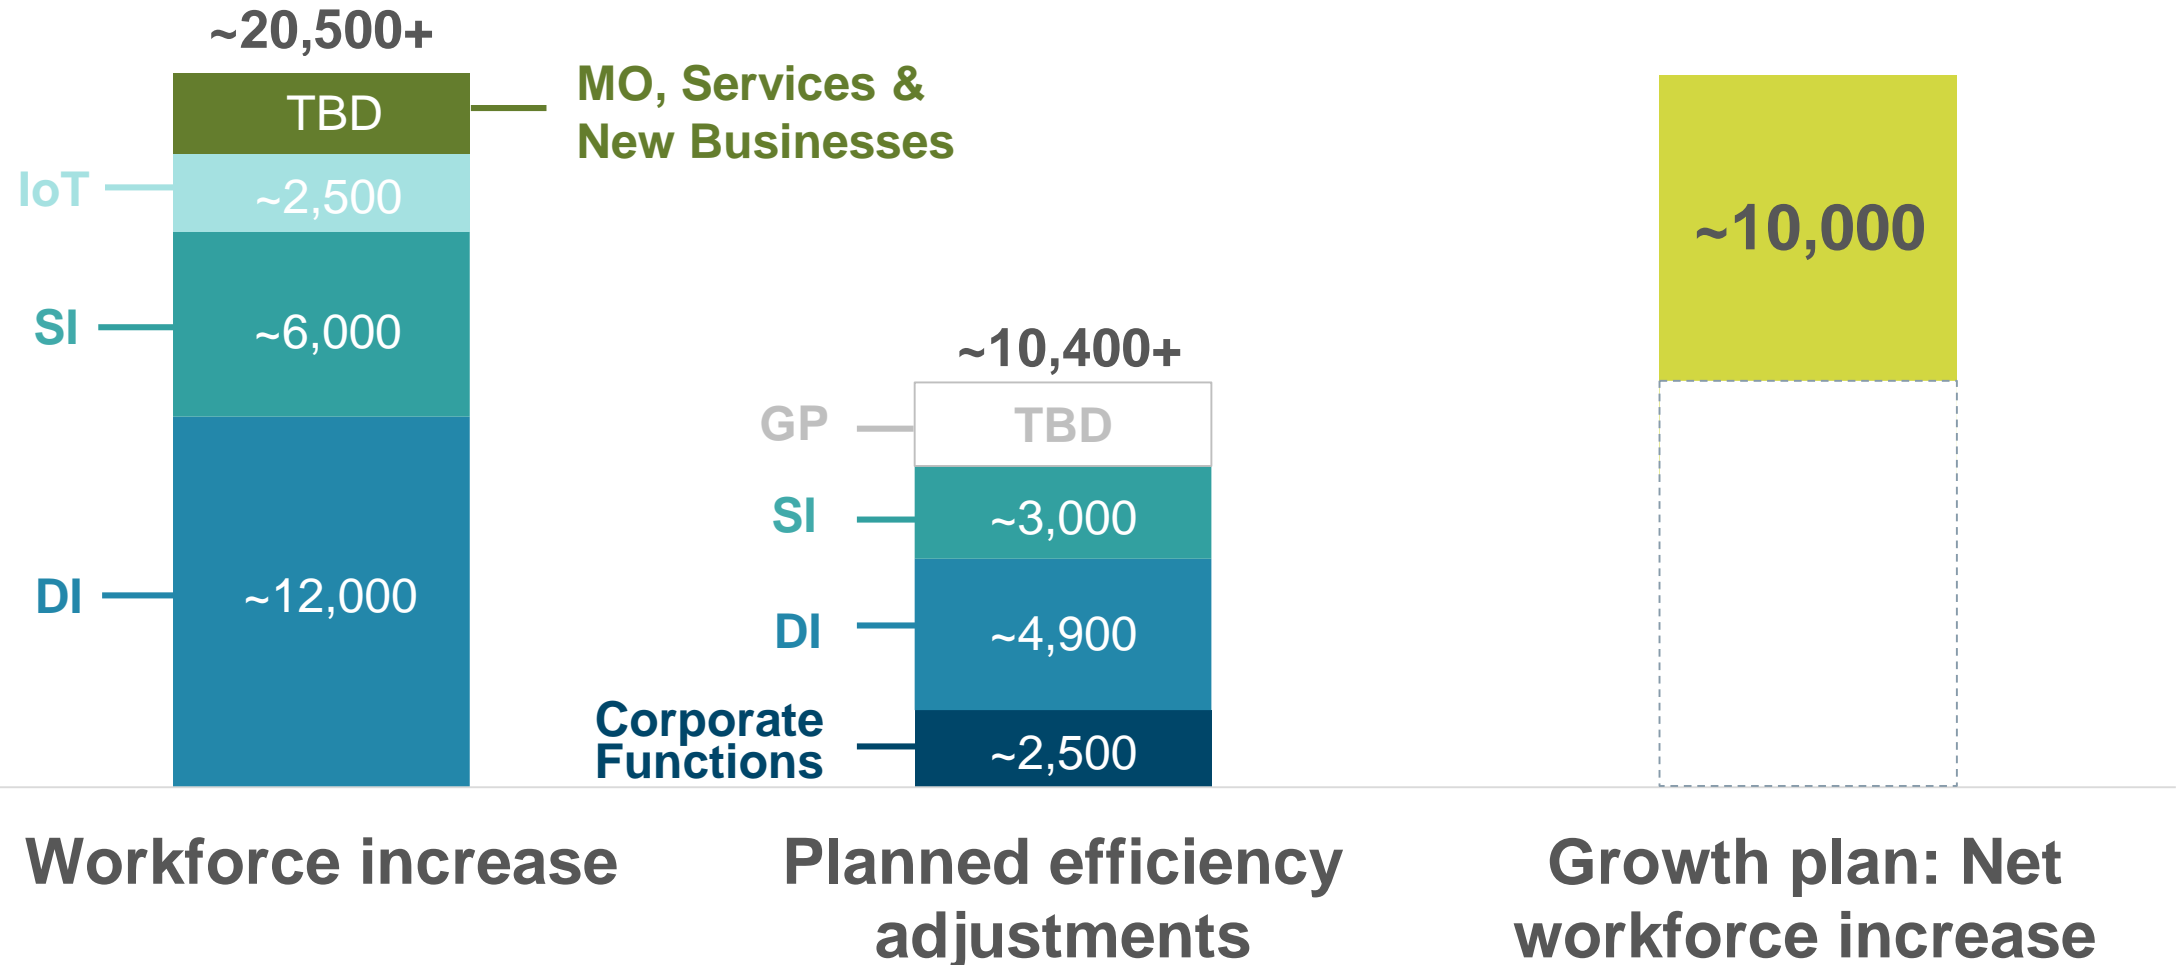 ~20,500+
TBD
MO, Services &
New Businesses
IoT
~2,500
SI
~6,000
DI
~12,000
~10,400+
GP
TBD
SI
~3,000
DI
~4,900
Corporate
Functions
~2,500
~10,000
Workforce increase
Planned efficiency
adjustments
Growth plan: Net
workforce increase